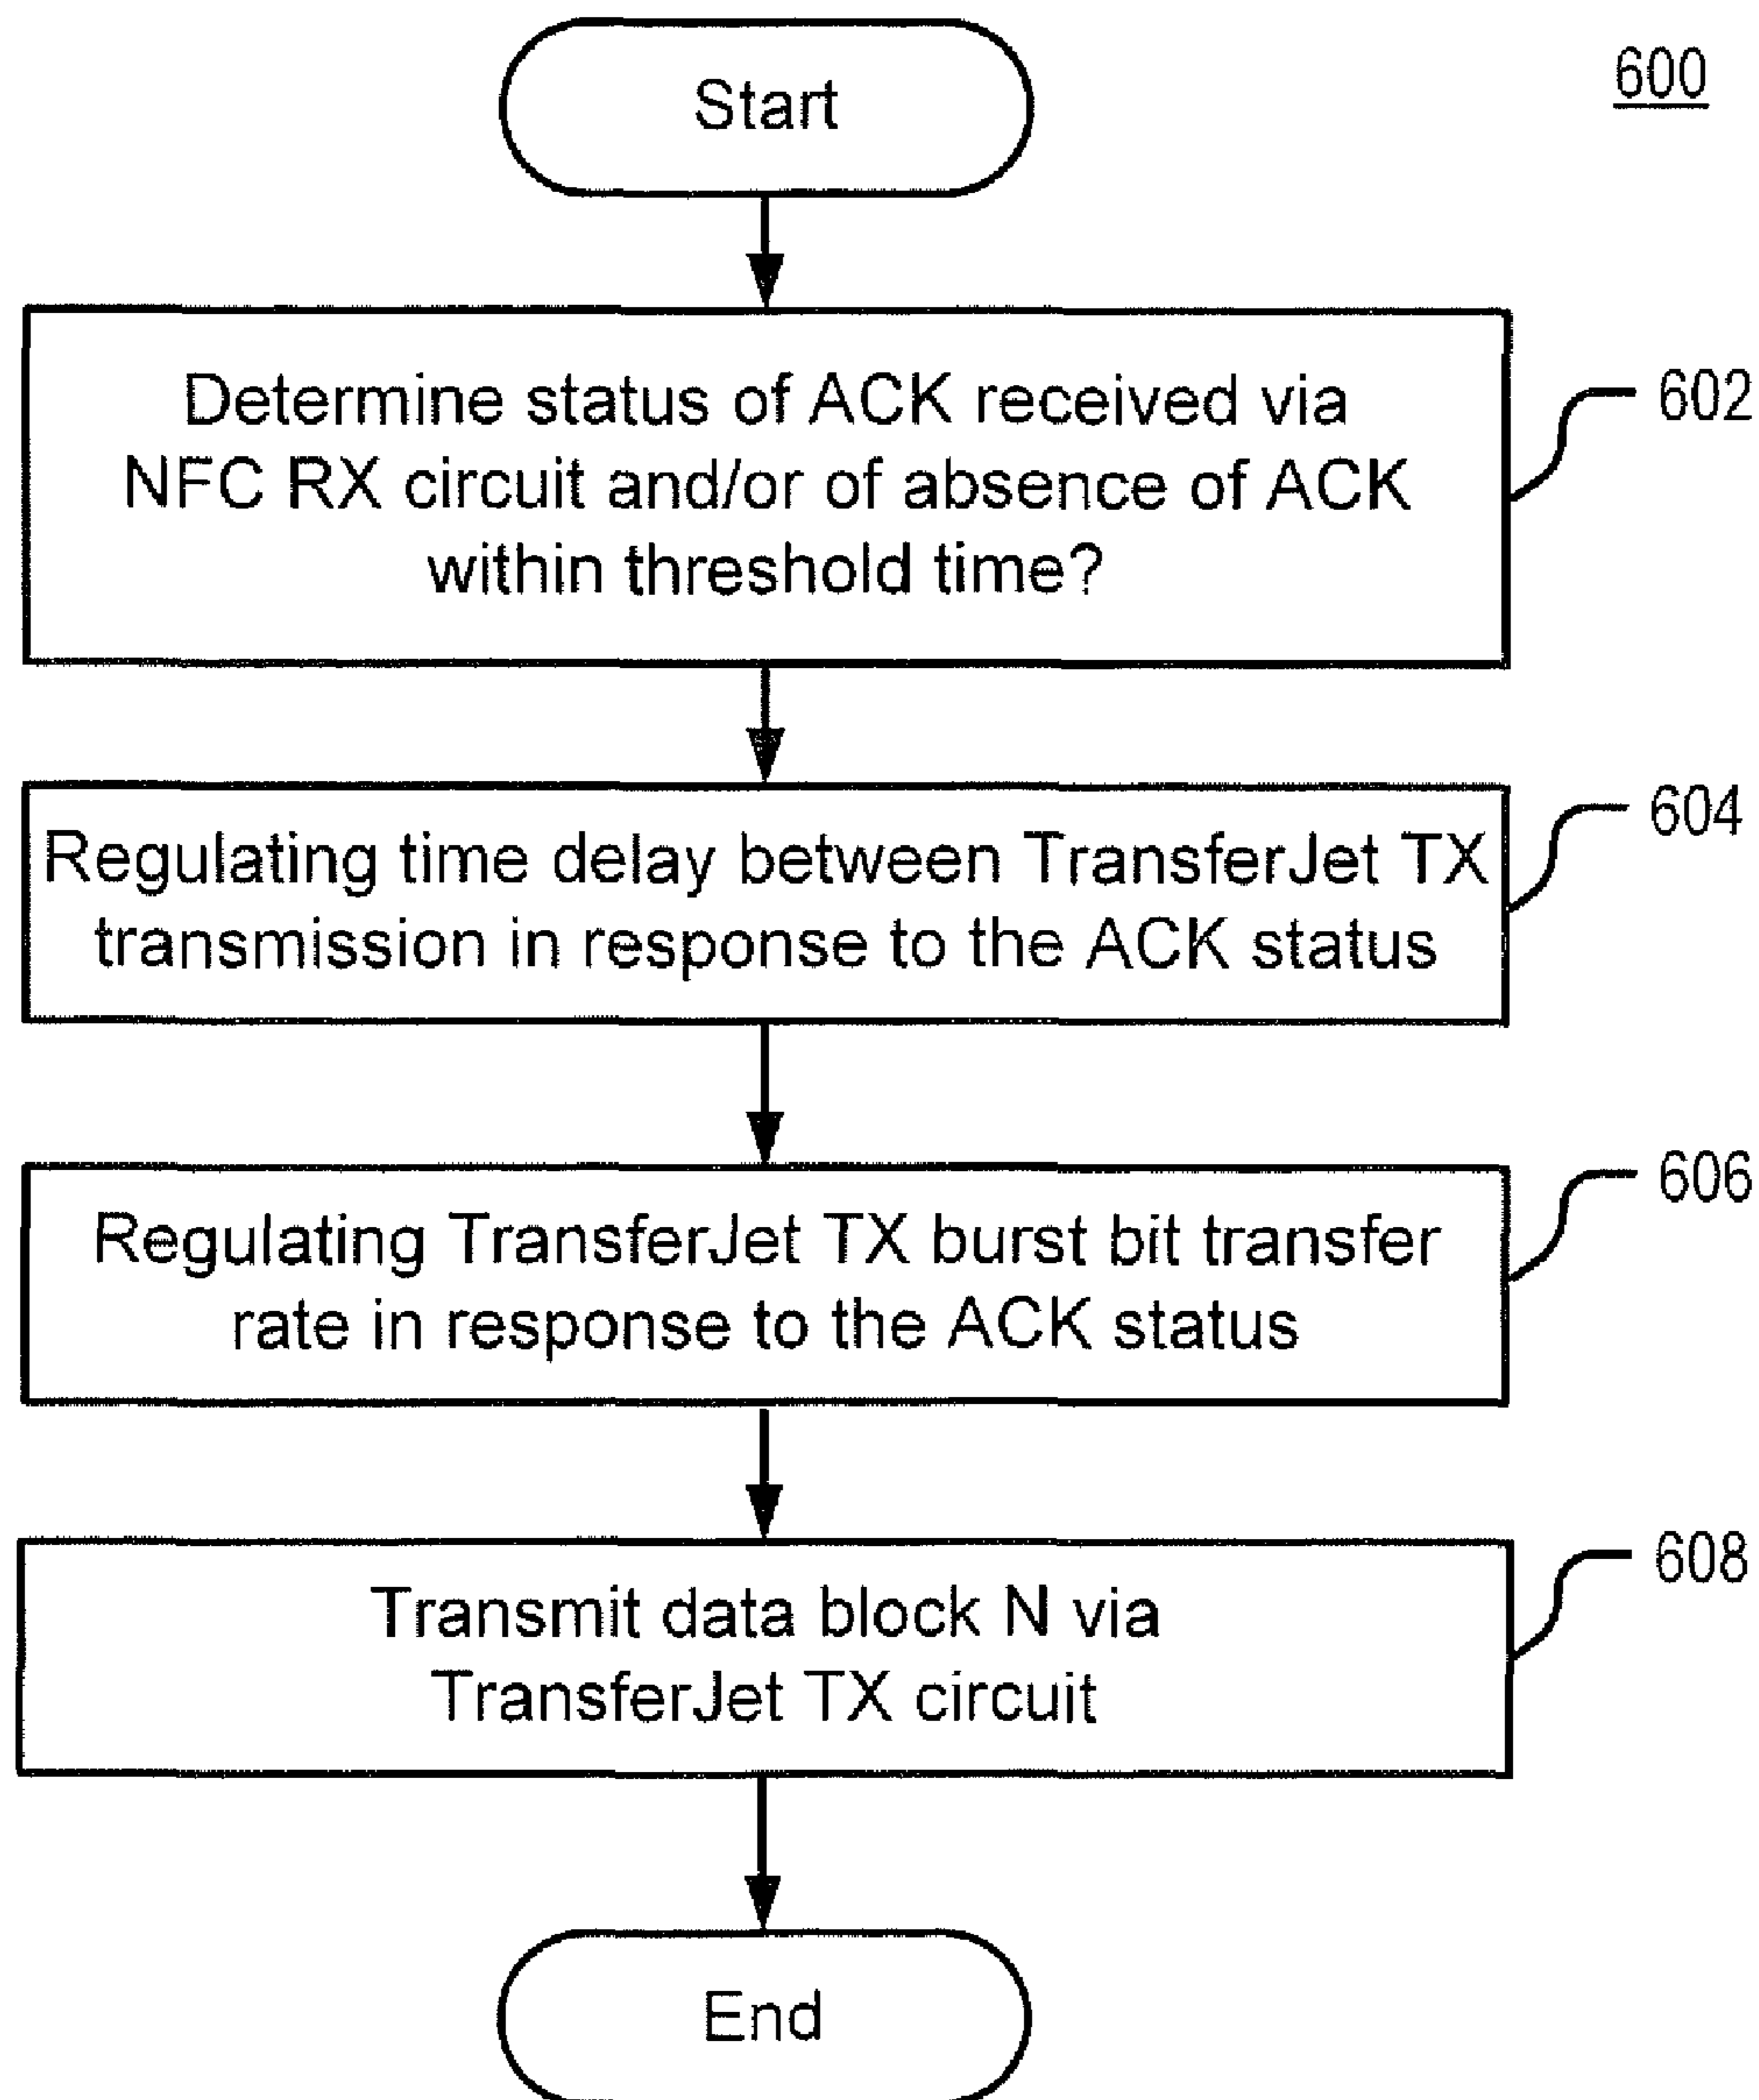 600
Start
Determine status of ACK received via
NFC RX circuit and/or of absence of ACK
within threshold time?
602
Regulating time delay between TransferJet TX
transmission in response to the ACK status
604
Regulating TransferJet TX burst bit transfer
rate in response to the ACK status
606
Transmit data block N via
TransferJet TX circuit
608
End